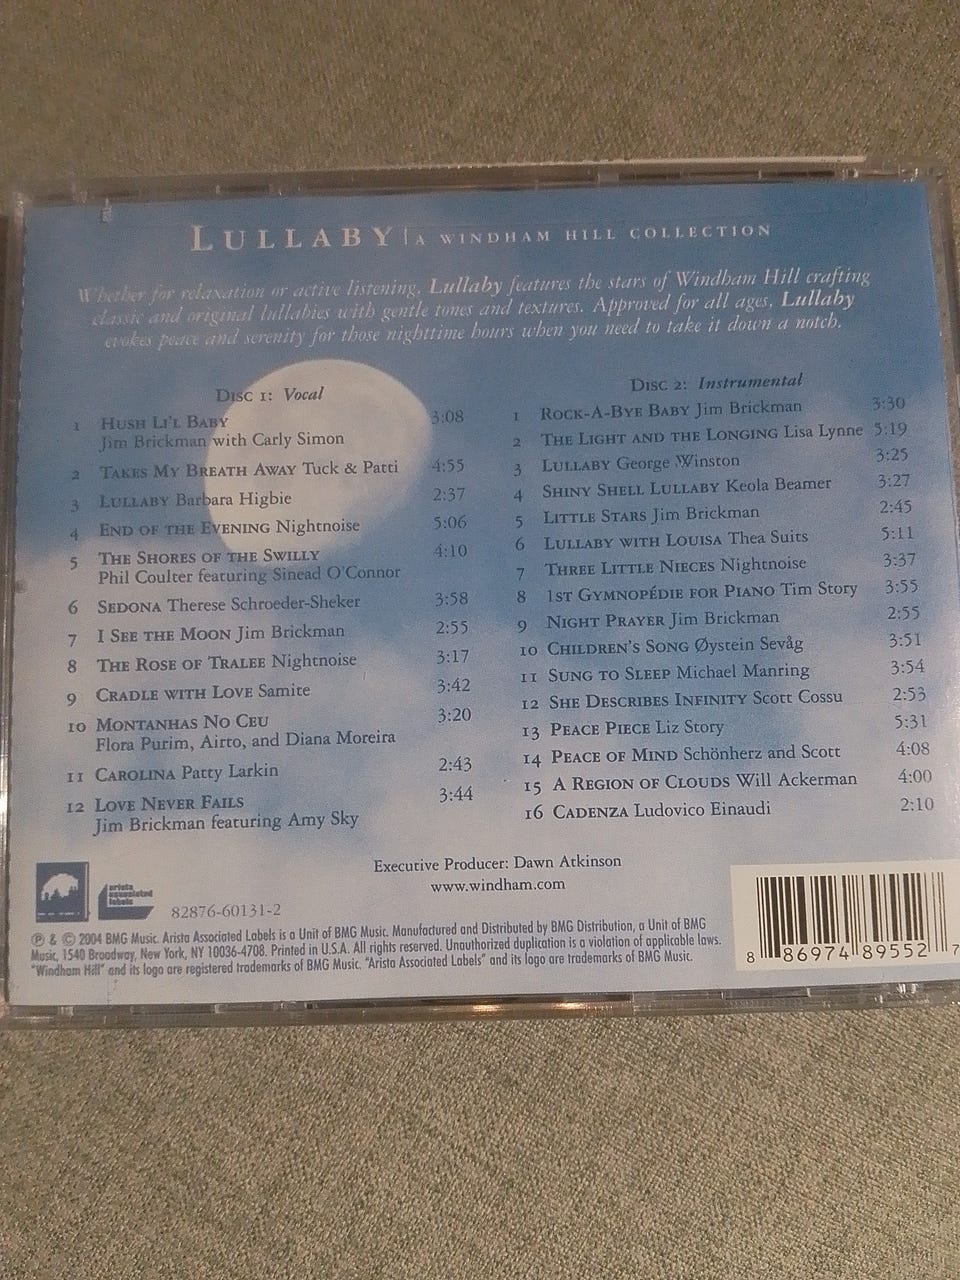 LULLABY | A WINDHAM HILL COLLECTION
Whether for relaxation or active listening, Lullaby features the stars of Windham Hill crafting
classic and original lullabies with gentle tones and textures. Approved for all ages, Lullaby
evokes peace and serenity for those nighttime hours when you need to take it down a notch.
DISC 1: Vocal
1 HUSH LI'L BABY 3:08
Jim Brickman with Carly Simon
2 TAKES MY BREATH AWAY Tuck & Patti 4:55
3 LULLABY Barbara Higbie 2:37
4 END OF THE EVENING Nightnoise 5:06
5 THE SHORES OF THE SWILLY 4:10
Phil Coulter featuring Sinead O'Connor
6 SEDONA Therese Schroeder-Sheker 3:58
7 I SEE THE MOON Jim Brickman 2:55
8 THE ROSE OF TRALEE Nightnoise 3:17
9 CRADLE WITH LOVE Samite 3:42
10 MONTANHAS NO CEU 3:20
Flora Purim, Airto, and Diana Moreira
11 CAROLINA Patty Larkin 2:43
12 LOVE NEVER FAILS 3:44
Jim Brickman featuring Amy Sky
DISC 2: Instrumental
1 ROCK-A-BYE BABY Jim Brickman 3:30
2 THE LIGHT AND THE LONGING Lisa Lynne 5:19
3 LULLABY George Winston 3:25
4 SHINY SHELL LULLABY Keola Beamer 3:27
5 LITTLE STARS Jim Brickman 2:45
6 LULLABY WITH LOUISA Thea Suits 5:11
7 THREE LITTLE NIECES Nightnoise 3:37
8 1ST GYMNOPÉDIE FOR PIANO Tim Story 3:55
9 NIGHT PRAYER Jim Brickman 2:55
10 CHILDREN'S SONG Øystein Sevåg 3:51
11 SUNG TO SLEEP Michael Manring 3:54
12 SHE DESCRIBES INFINITY Scott Cossu 2:53
13 PEACE PIECE Liz Story 5:31
14 PEACE OF MIND Schönherz and Scott 4:08
15 A REGION OF CLOUDS Will Ackerman 4:00
16 CADENZA Ludovico Einaudi 2:10
Executive Producer: Dawn Atkinson
www.windham.com
arista
associated
labels
82876-60131-2
℗ & © 2004 BMG Music. Arista Associated Labels is a Unit of BMG Music. Manufactured and Distributed by BMG Distribution, a Unit of BMG
Music, 1540 Broadway, New York, NY 10036-4708. Printed in U.S.A. All rights reserved. Unauthorized duplication is a violation of applicable laws.
"Windham Hill" and its logo are registered trademarks of BMG Music. "Arista Associated Labels" and its logo are trademarks of BMG Music.
8 86974 89552 7